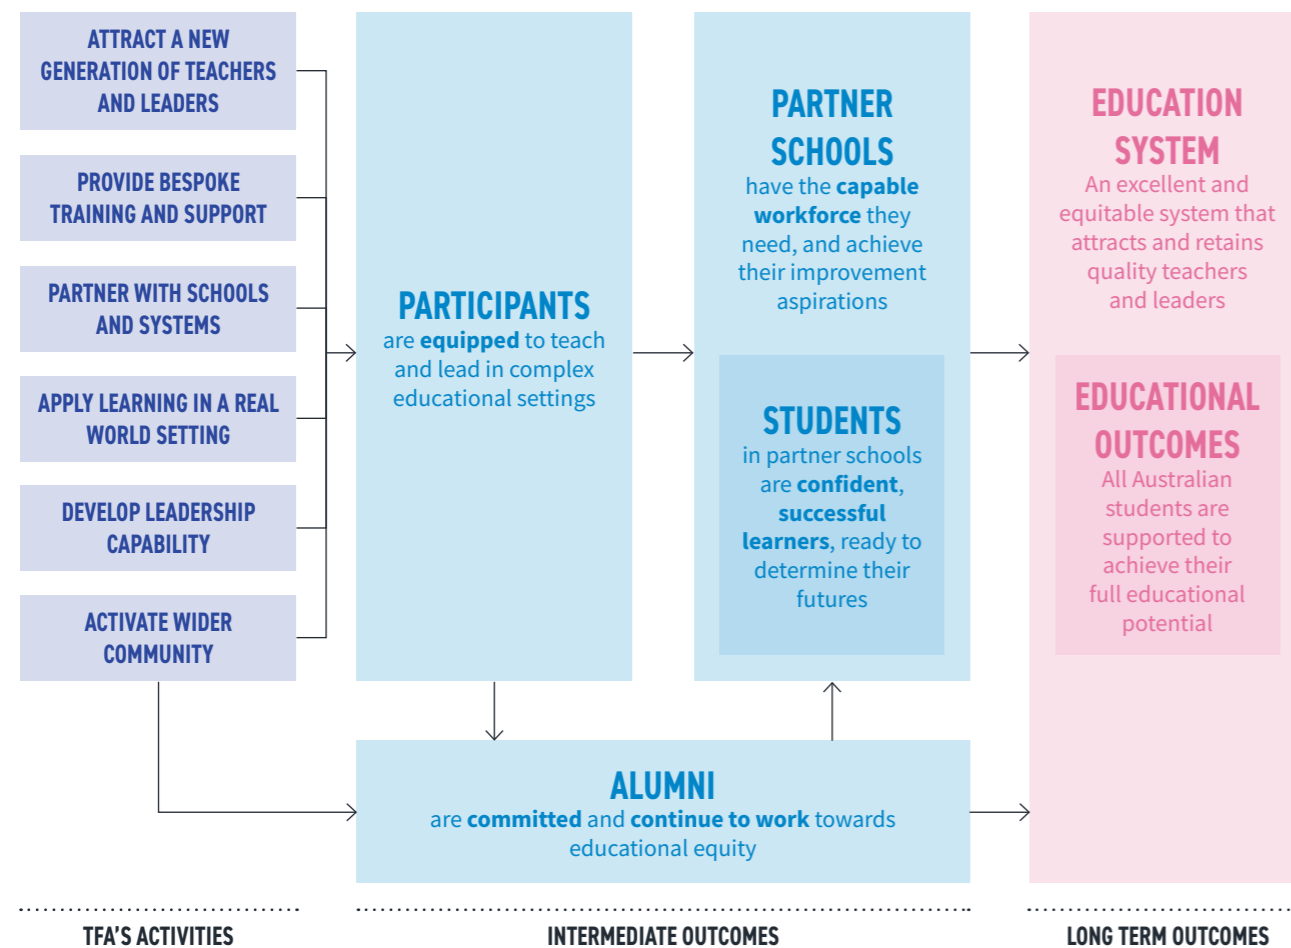 ATTRACT A NEW
GENERATION OF TEACHERS
AND LEADERS
PROVIDE BESPOKE
TRAINING AND SUPPORT
PARTNER WITH SCHOOLS
AND SYSTEMS
APPLY LEARNING IN A REAL
WORLD SETTING
DEVELOP LEADERSHIP
CAPABILITY
ACTIVATE WIDER
COMMUNITY
PARTICIPANTS
are equipped to teach
and lead in complex
educational settings
PARTNER
SCHOOLS
have the capable
workforce they
need, and achieve
their improvement
aspirations
STUDENTS
in partner schools
are confident,
successful
learners, ready to
determine their
futures
ALUMNI
are committed and continue to work towards
educational equity
EDUCATION
SYSTEM
An excellent and
equitable system that
attracts and retains
quality teachers
and leaders
EDUCATIONAL
OUTCOMES
All Australian
students are
supported to
achieve their
full educational
potential
TFA'S ACTIVITIES
INTERMEDIATE OUTCOMES
LONG TERM OUTCOMES